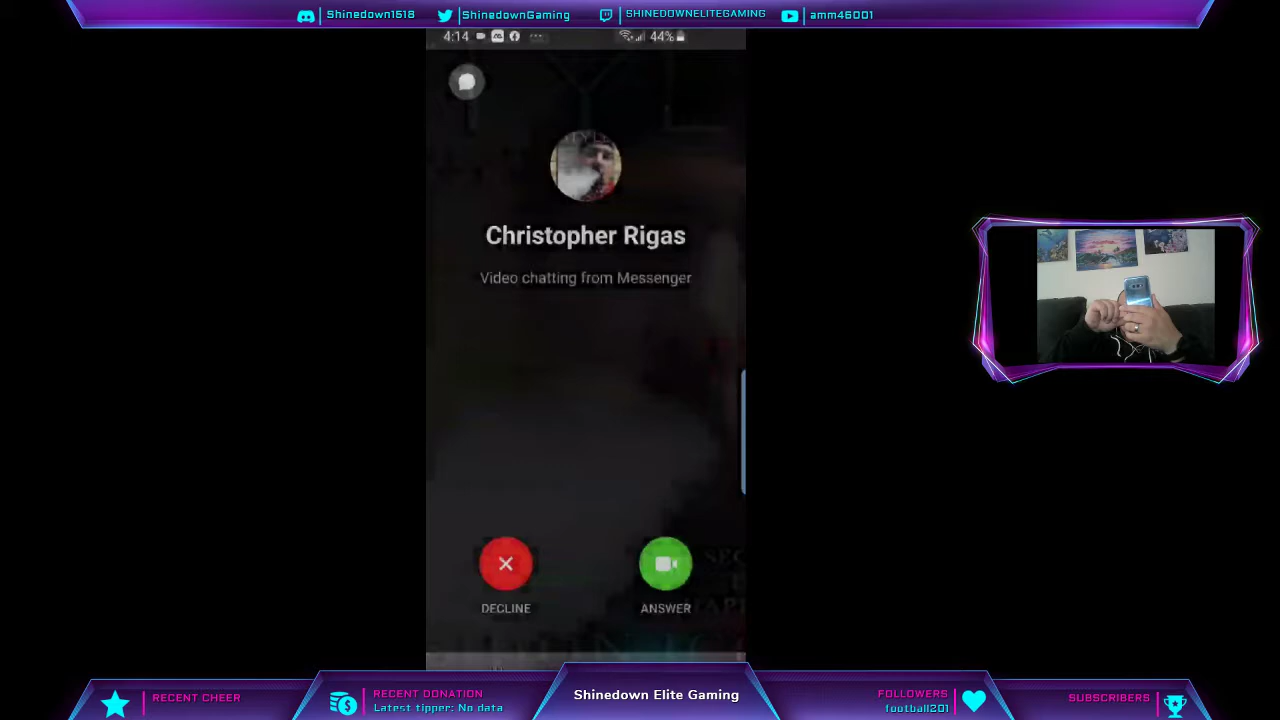 Shinedown1518
ShinedownGaming
SHINEDOWNELITEGAMING
amm46001
4:14
44%
Christopher Rigas
Video chatting from Messenger
DECLINE
ANSWER
RECENT CHEER
RECENT DONATION
Latest tipper: No data
Shinedown Elite Gaming
FOLLOWERS
football201
SUBSCRIBERS